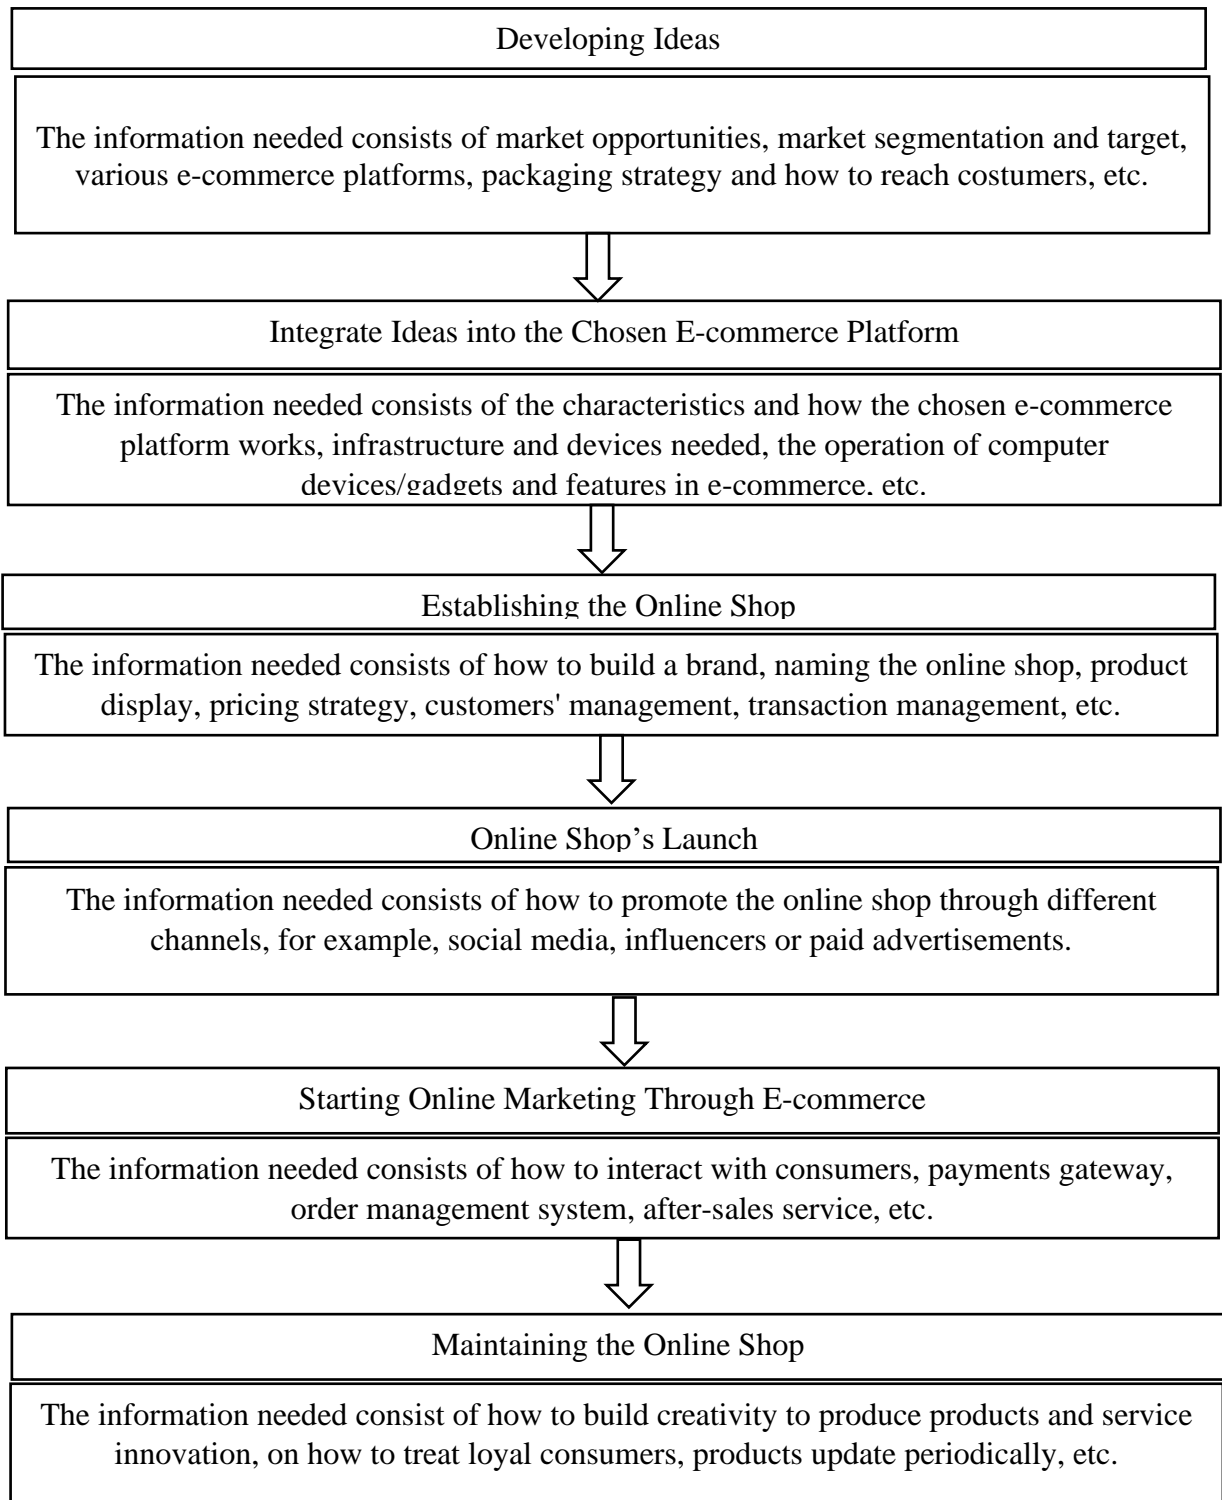 Developing Ideas
The information needed consists of market opportunities, market segmentation and target,
various e-commerce platforms, packaging strategy and how to reach costumers, etc.
Integrate Ideas into the Chosen E-commerce Platform
The information needed consists of the characteristics and how the chosen e-commerce
platform works, infrastructure and devices needed, the operation of computer
devices/gadgets and features in e-commerce, etc.
Establishing the Online Shop
The information needed consists of how to build a brand, naming the online shop, product
display, pricing strategy, customers' management, transaction management, etc.
Online Shop’s Launch
The information needed consists of how to promote the online shop through different
channels, for example, social media, influencers or paid advertisements.
Starting Online Marketing Through E-commerce
The information needed consists of how to interact with consumers, payments gateway,
order management system, after-sales service, etc.
Maintaining the Online Shop
The information needed consist of how to build creativity to produce products and service
innovation, on how to treat loyal consumers, products update periodically, etc.